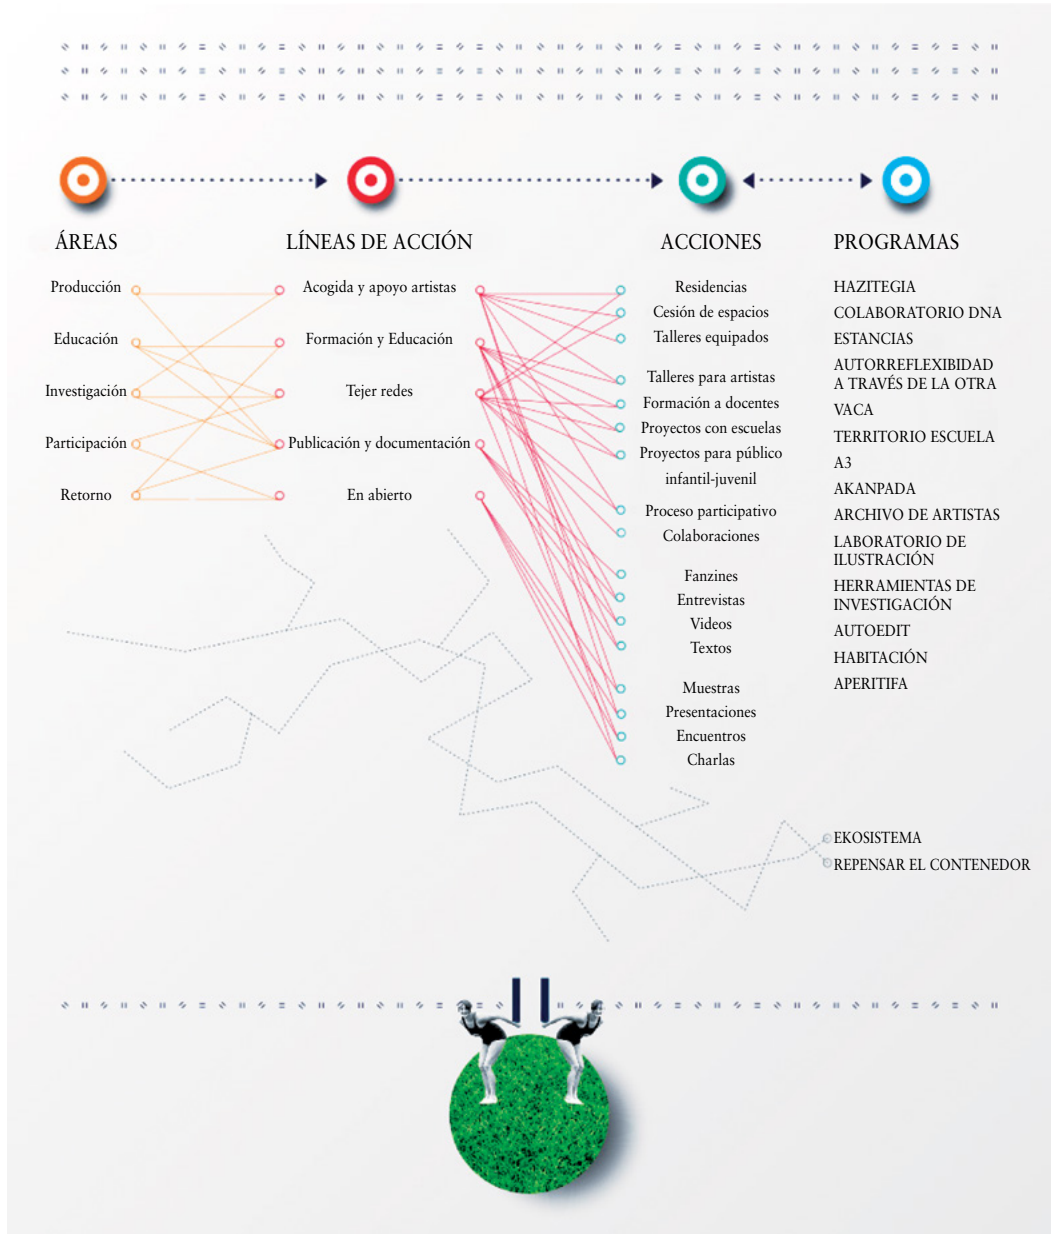 ÁREAS
Producción
Educación
Investigación
Participación
Retorno
LÍNEAS DE ACCIÓN
Acogida y apoyo artistas
Formación y Educación
Tejer redes
Publicación y documentación
En abierto
ACCIONES
Residencias
Cesión de espacios
Talleres equipados
Talleres para artistas
Formación a docentes
Proyectos con escuelas
Proyectos para público
infantil-juvenil
Proceso participativo
Colaboraciones
Fanzines
Entrevistas
Videos
Textos
Muestras
Presentaciones
Encuentros
Charlas
PROGRAMAS
HAZITEGIA
COLABORATORIO DNA
ESTANCIAS
AUTORREFLEXIBIDAD
A TRAVÉS DE LA OTRA
VACA
TERRITORIO ESCUELA
A3
AKANPADA
ARCHIVO DE ARTISTAS
LABORATORIO DE
ILUSTRACIÓN
HERRAMIENTAS DE
INVESTIGACIÓN
AUTOEDIT
HABITACIÓN
APERITIFA
EKOSISTEMA
REPENSAR EL CONTENEDOR